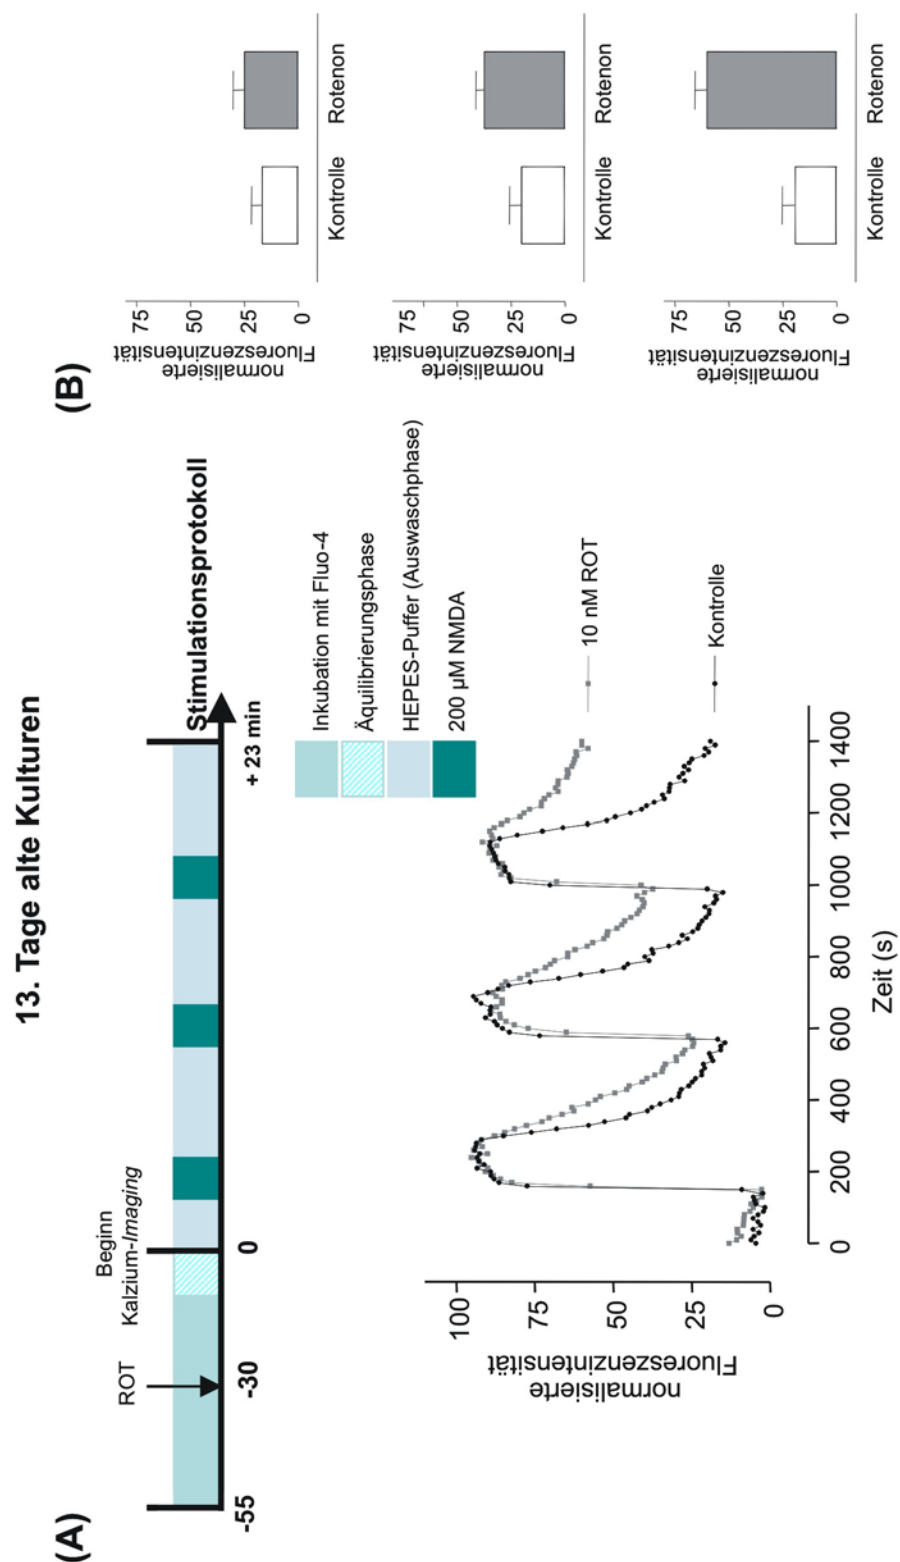 13. Tage alte Kulturen
(A)
ROT
Beginn
Kalzium-Imaging
Stimulationsprotokoll
-55
-30
0
+ 23 min
Inkubation mit Fluo-4
Äquilibrierungsphase
HEPES-Puffer (Auswaschphase)
200 µM NMDA
normalisierte
Fluoreszenzintensität
100
75
50
25
0
0
200
400
600
800
1000
1200
1400
Zeit (s)
10 nM ROT
Kontrolle
(B)
normalisierte
Fluoreszenzintensität
75
50
25
0
Kontrolle
Rotenon
normalisierte
Fluoreszenzintensität
75
50
25
0
Kontrolle
Rotenon
normalisierte
Fluoreszenzintensität
75
50
25
0
Kontrolle
Rotenon